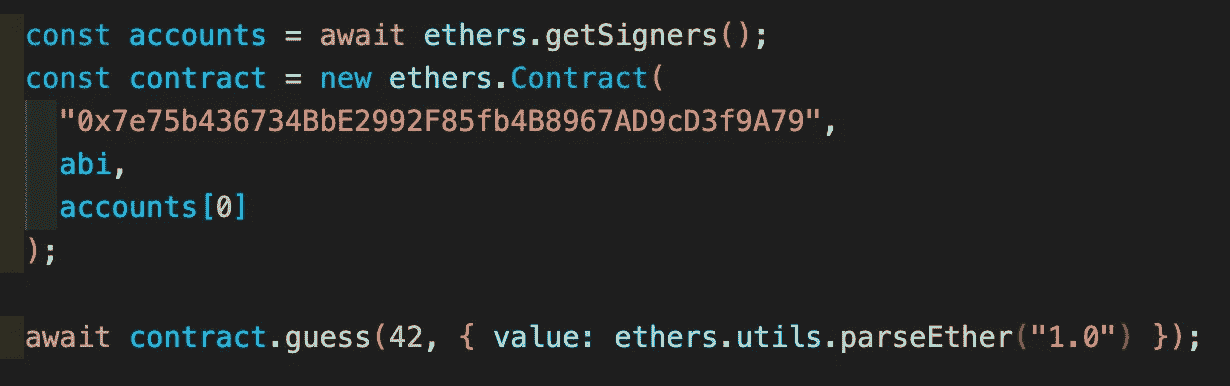 const accounts = await ethers.getSigners();
const contract = new ethers.Contract(
"0x7e75b436734BbE2992F85fb4B8967AD9cD3f9A79",
abi,
accounts[0]
);
await contract.guess(42, { value: ethers.utils.parseEther("1.0") });